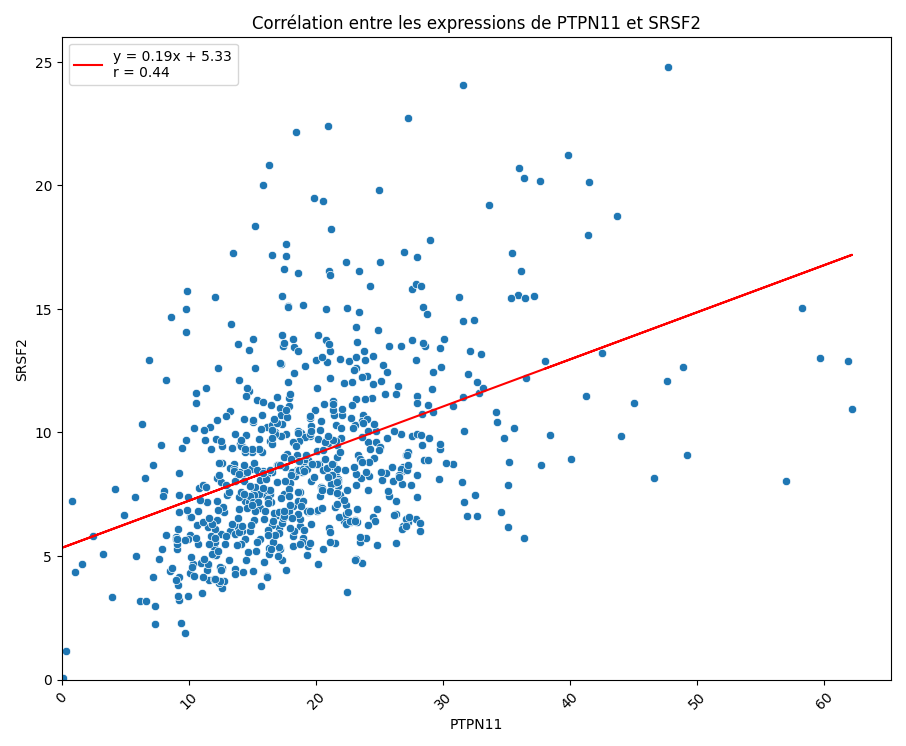 Corrélation entre les expressions de PTPN11 et SRSF2
y = 0.19x + 5.33
r = 0.44
25
20
15
10
5
0
SRSF2
0 10 20 30 40 50 60
PTPN11